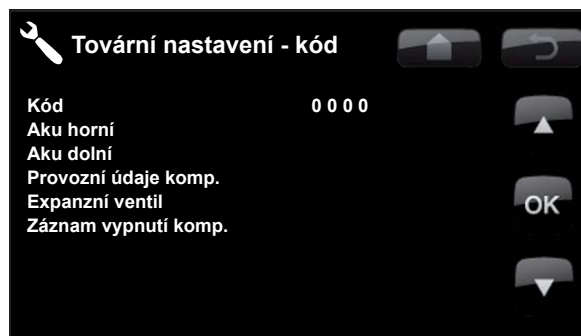 Tovární nastavení - kód
Kód 0 0 0 0
Aku horní
Aku dolní
Provozní údaje komp.
Expanzní ventil
OK
Záznam vypnutí komp.